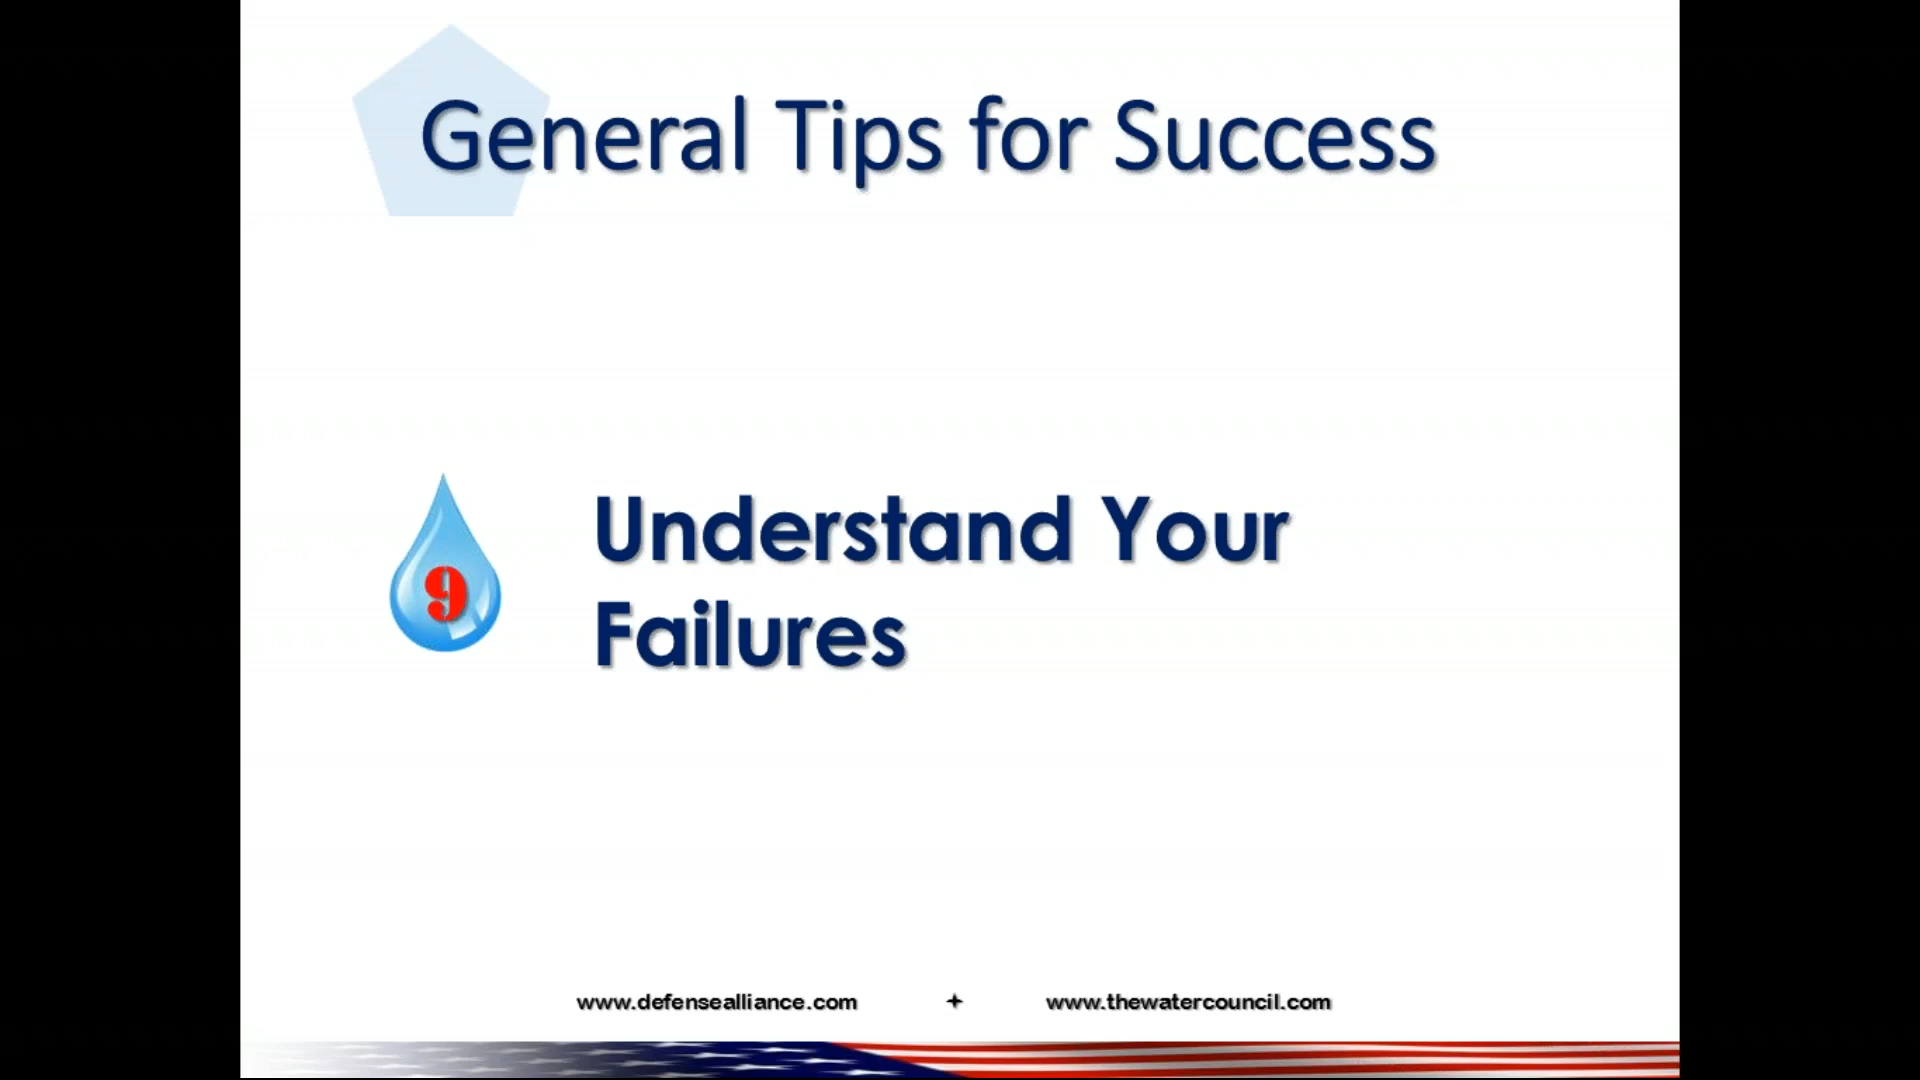 General Tips for Success
9
Understand Your
Failures
www.defensealliance.com + www.thewatercouncil.com